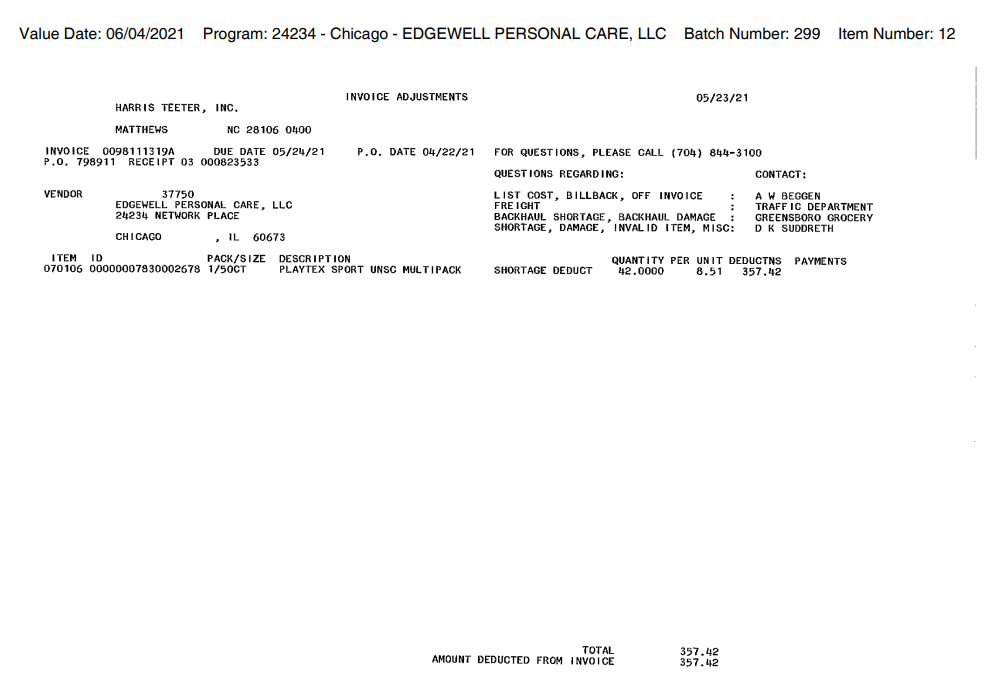 Value Date: 06/04/2021 Program: 24234 - Chicago - EDGEWELL PERSONAL CARE, LLC Batch Number: 299 Item Number: 12
INVOICE ADJUSTMENTS 05/23/21
HARRIS TEETER, INC.
MATTHEWS NC 28106 0400
INVOICE 0098111319A DUE DATE 05/24/21 P.O. DATE 04/22/21 FOR QUESTIONS, PLEASE CALL (704) 844-3100
P.O. 798911 RECEIPT 03 000823533
QUESTIONS REGARDING: CONTACT:
VENDOR 37750 LIST COST, BILLBACK, OFF INVOICE : A W BEGGEN
EDGEWELL PERSONAL CARE, LLC FREIGHT : TRAFFIC DEPARTMENT
24234 NETWORK PLACE BACKHAUL SHORTAGE, BACKHAUL DAMAGE : GREENSBORO GROCERY
SHORTAGE, DAMAGE, INVALID ITEM, MISC: D K SUDDRETH
CHICAGO , IL 60673
ITEM ID PACK/SIZE DESCRIPTION QUANTITY PER UNIT DEDUCTNS PAYMENTS
070106 00000007830002678 1/50CT PLAYTEX SPORT UNSC MULTIPACK SHORTAGE DEDUCT 42.0000 8.51 357.42
TOTAL 357.42
AMOUNT DEDUCTED FROM INVOICE 357.42